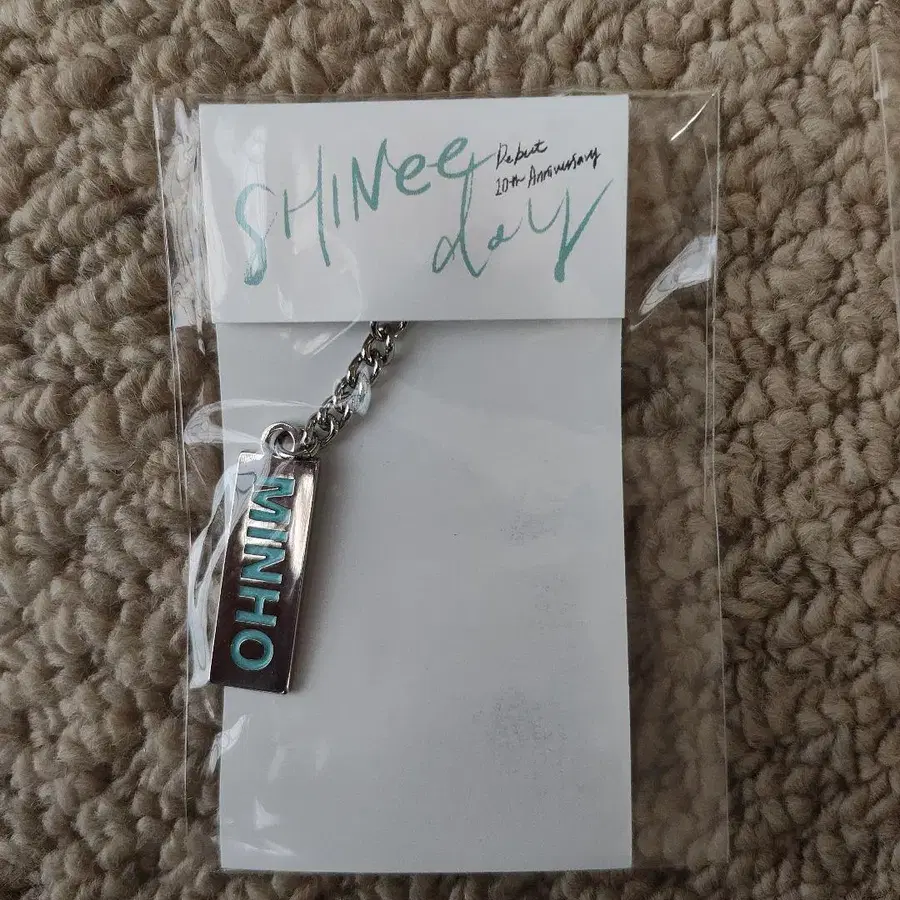 SHINee
Debut
10th Anniversary
day
MINHO